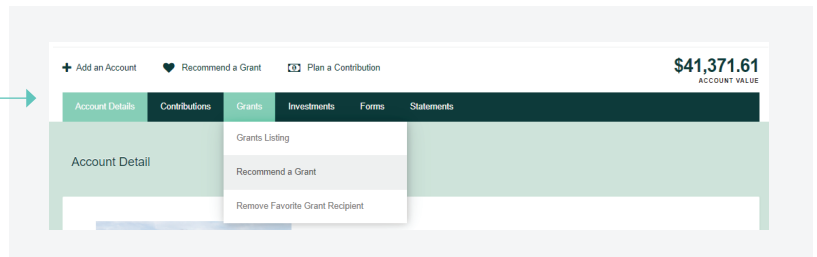 Add an Account Recommend a Grant Plan a Contribution
$41,371.61
ACCOUNT VALUE
Account Details Contributions Grants Investments Forms Statements
Grants Listing
Account Detail
Recommend a Grant
Remove Favorite Grant Recipient